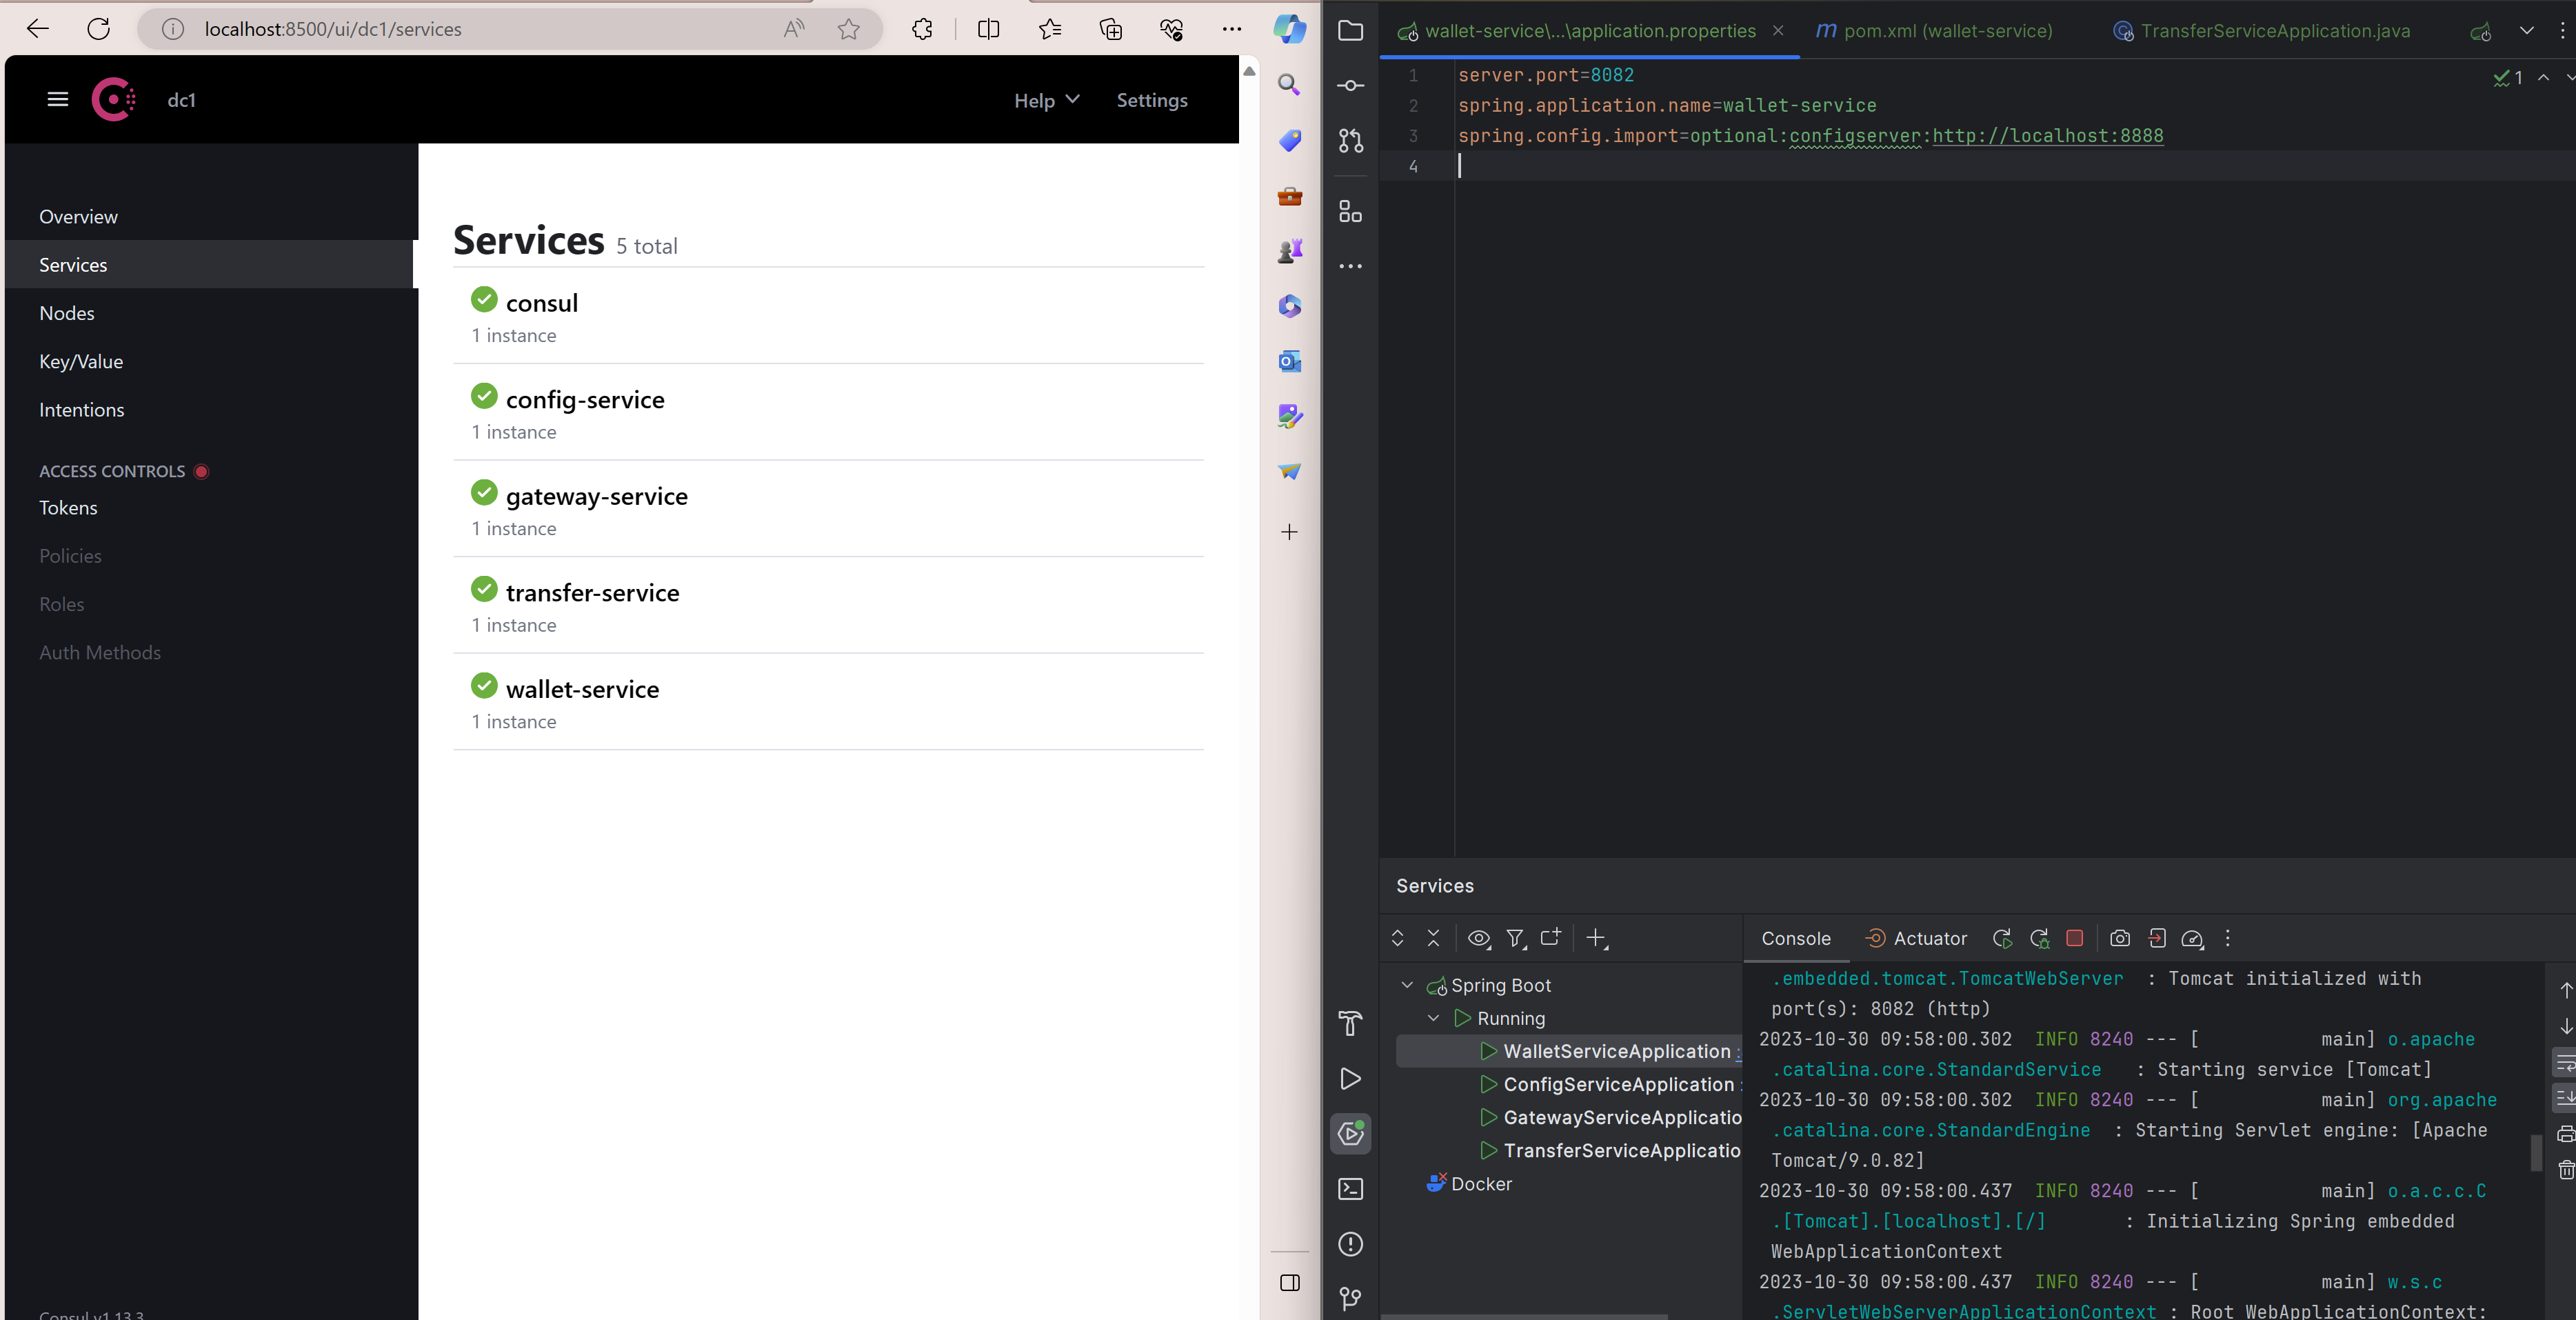 localhost:8500/ui/dc1/services
dc1
Help
Settings
Overview
Services
Nodes
Key/Value
Intentions
ACCESS CONTROLS
Tokens
Policies
Roles
Auth Methods
Consul v1.13.3
Services 5 total
consul
1 instance
config-service
1 instance
gateway-service
1 instance
transfer-service
1 instance
wallet-service
1 instance
wallet-service\...\application.properties
pom.xml (wallet-service)
TransferServiceApplication.java
1 server.port=8082
2 spring.application.name=wallet-service
3 spring.config.import=optional:configserver:http://localhost:8888
4
1
Services
Console
Actuator
Spring Boot
Running
WalletServiceApplication :
ConfigServiceApplication :
GatewayServiceApplicatio
TransferServiceApplicatio
Docker
.embedded.tomcat.TomcatWebServer : Tomcat initialized with
port(s): 8082 (http)
2023-10-30 09:58:00.302 INFO 8240 --- [ main] o.apache
.catalina.core.StandardService : Starting service [Tomcat]
2023-10-30 09:58:00.302 INFO 8240 --- [ main] org.apache
.catalina.core.StandardEngine : Starting Servlet engine: [Apache
Tomcat/9.0.82]
2023-10-30 09:58:00.437 INFO 8240 --- [ main] o.a.c.c.C
.[Tomcat].[localhost].[/] : Initializing Spring embedded
WebApplicationContext
2023-10-30 09:58:00.437 INFO 8240 --- [ main] w.s.c
.ServletWebServerApplicationContext : Root WebApplicationContext: